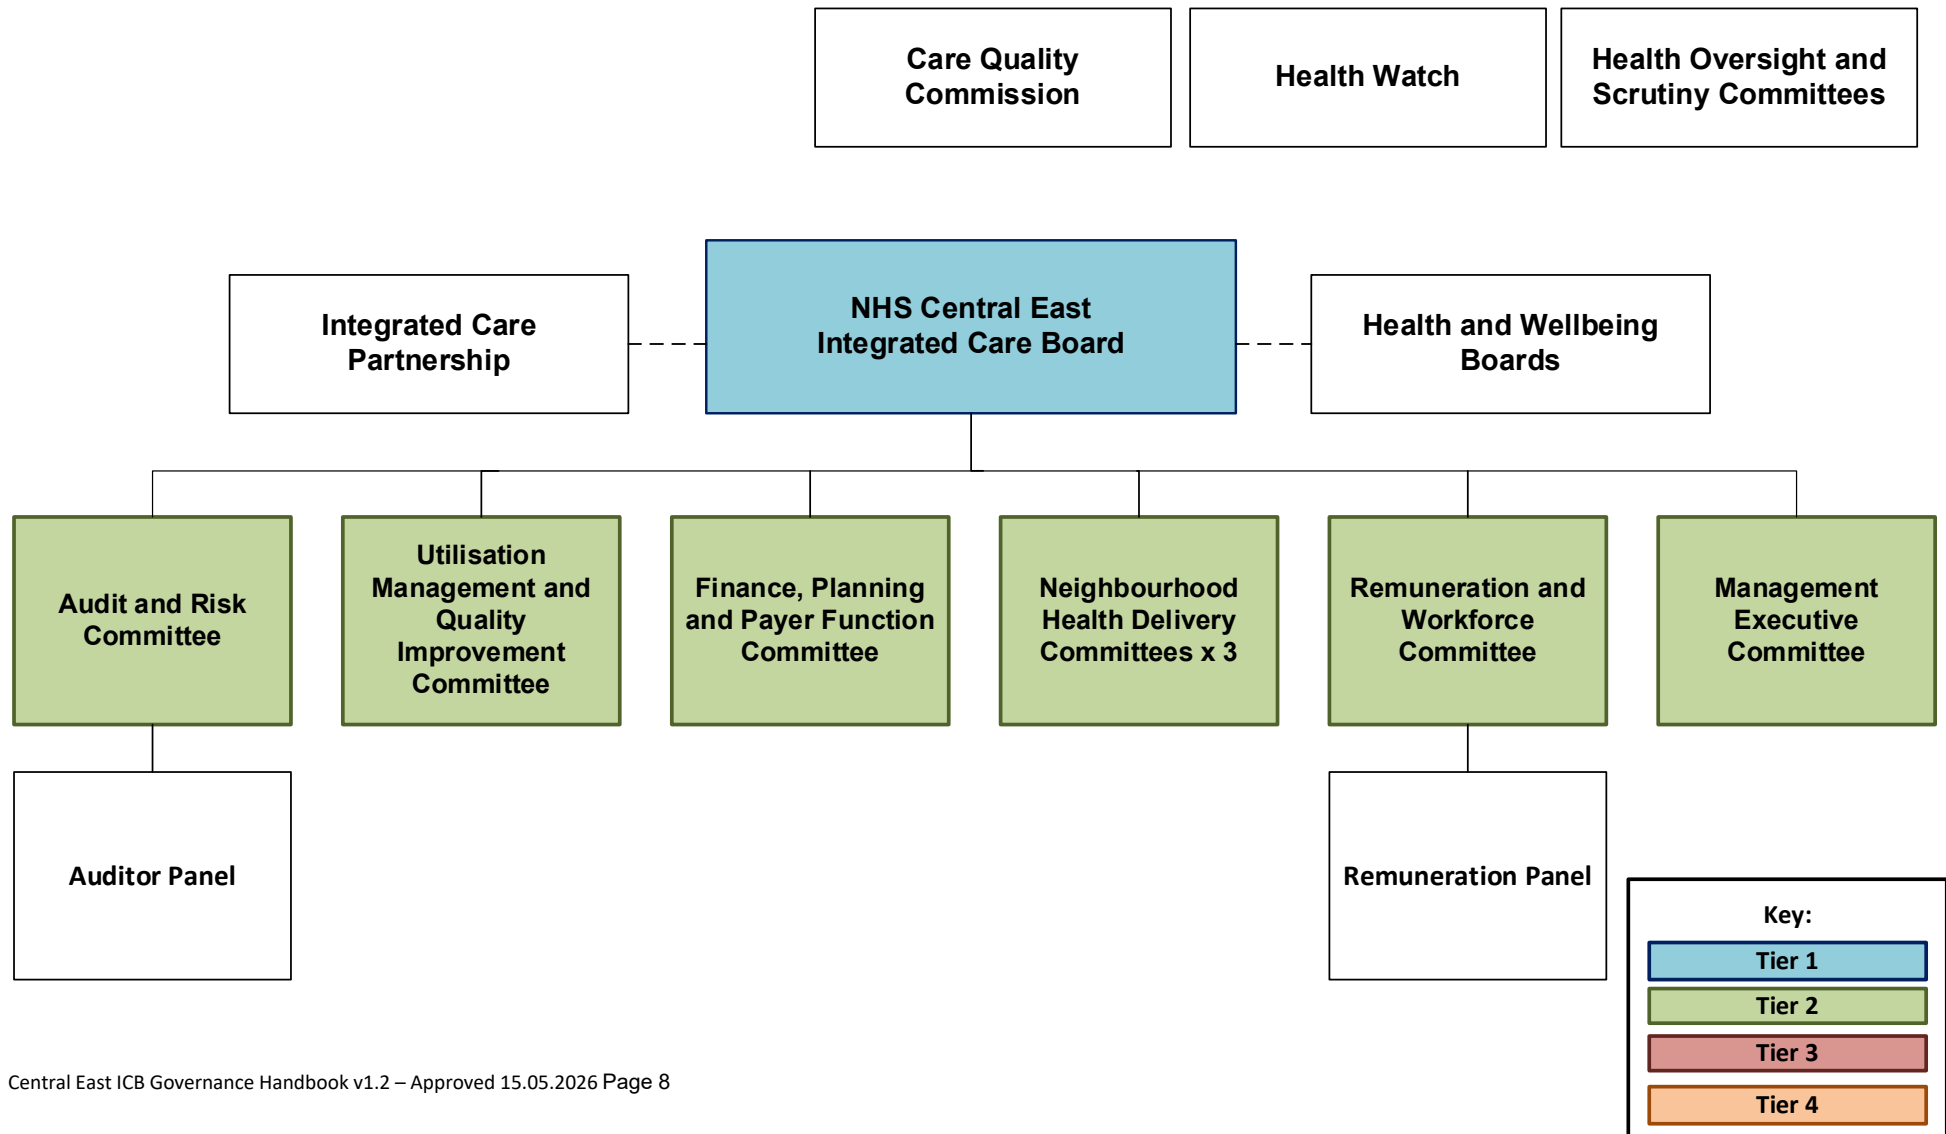 Care Quality
Commission
Health Watch
Health Oversight and
Scrutiny Committees
Integrated Care
Partnership
NHS Central East
Integrated Care Board
Health and Wellbeing
Boards
Audit and Risk
Committee
Utilisation
Management and
Quality
Improvement
Committee
Finance, Planning
and Payer Function
Committee
Neighbourhood
Health Delivery
Committees x 3
Remuneration and
Workforce
Committee
Management
Executive
Committee
Auditor Panel
Remuneration Panel
Key:
Tier 1
Tier 2
Tier 3
Tier 4
Central East ICB Governance Handbook v1.2 – Approved 15.05.2026 Page 8